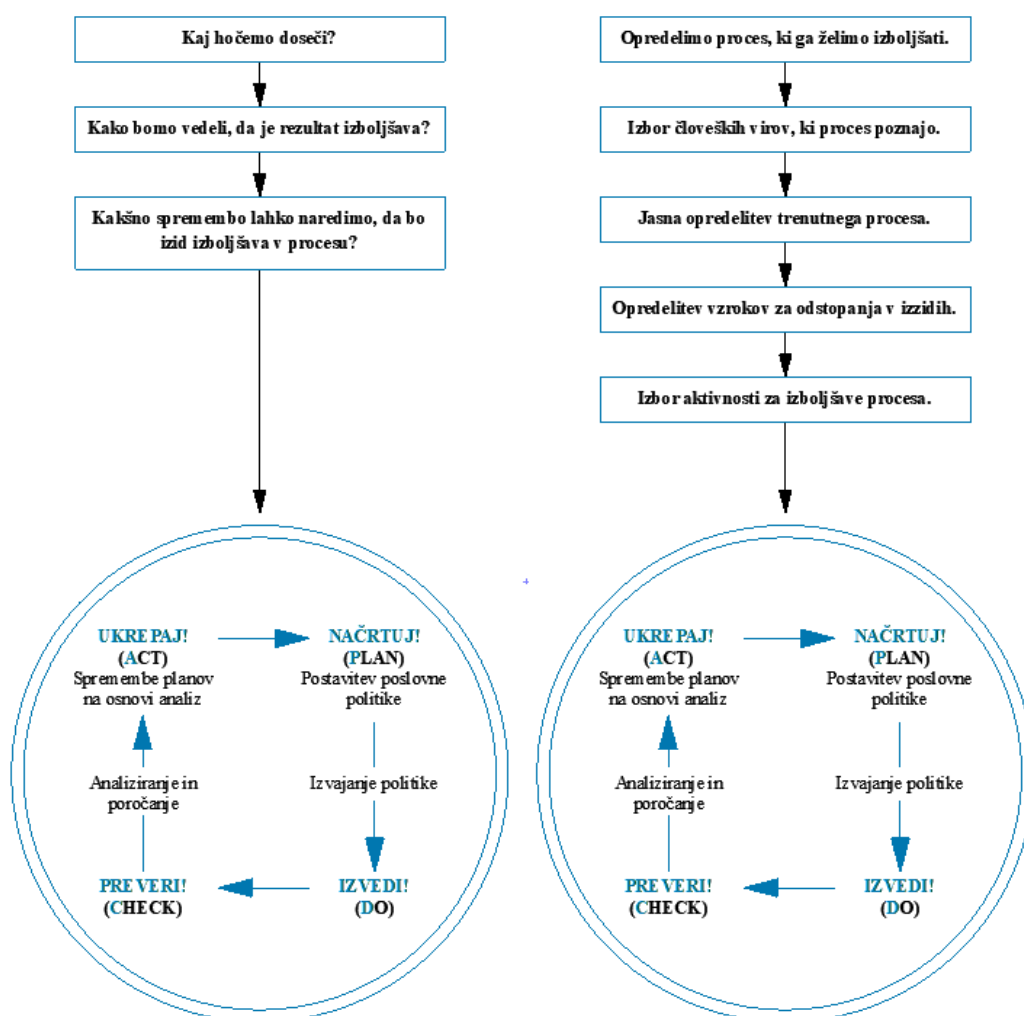 Kaj hočemo doseči?
Kako bomo vedeli, da je rezultat izboljšava?
Kakšno spremembo lahko naredimo, da bo
izid izboljšava v procesu?
UKREPAJ!
(ACT)
Spremembe planov
na osnovi analiz
NAČRTUJ!
(PLAN)
Postavitev poslovne
politike
Analiziranje in
poročanje
Izvajanje politike
PREVERI!
(CHECK)
IZVEDI!
(DO)
Opredelimo proces, ki ga želimo izboljšati.
Izbor človeških virov, ki proces poznajo.
Jasna opredelitev trenutnega procesa.
Opredelitev vzrokov za odstopanja v izzidih.
Izbor aktivnosti za izboljšave procesa.
UKREPAJ!
(ACT)
Spremembe planov
na osnovi analiz
NAČRTUJ!
(PLAN)
Postavitev poslovne
politike
Analiziranje in
poročanje
Izvajanje politike
PREVERI!
(CHECK)
IZVEDI!
(DO)